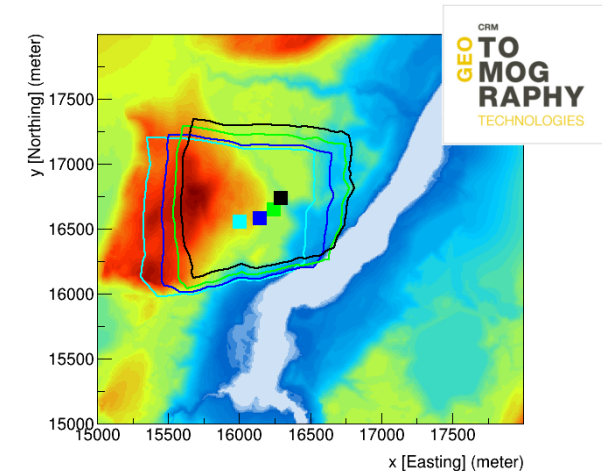 CRM
GEO
TO
MOG
RAPHY
TECHNOLOGIES
y [Northing] (meter)
17500
17000
16500
16000
15500
15000
15000
15500
16000
16500
17000
17500
x [Easting] (meter)